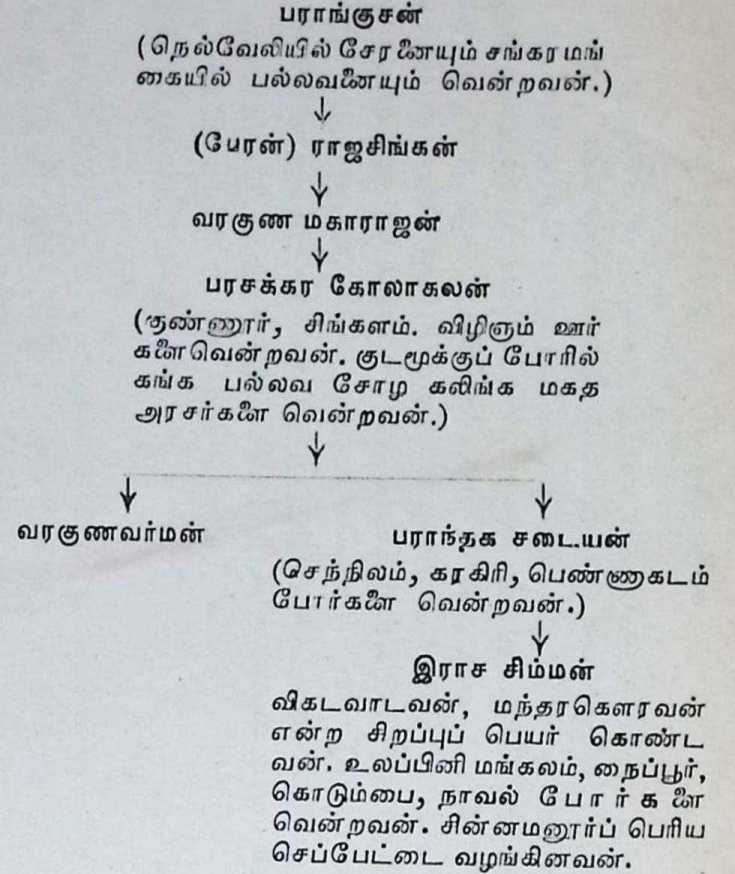 பராங்குசன்
(நெல்வேலியில் சேரனையும் சங்கரமங்
கையில் பல்லவனையும் வென்றவன்.)
(பேரன்) ராஜசிங்கன்
வரகுண மகாராஜன்
பரசக்கர கோலாகலன்
(குண்ணூர், சிங்களம். விழிஞம் ஊர்
களைவென்றவன். குடமூக்குப் போரில்
கங்க பல்லவ சோழ கலிங்க மகத
அரசர்களை வென்றவன்.)
வரகுணவர்மன்
பராந்தக சடையன்
(செந்நிலம், கரகிரி, பெண்ணாகடம்
போர்களை வென்றவன்.)
இராச சிம்மன்
விகடவாடவன், மந்தரகௌரவன்
என்ற சிறப்புப் பெயர் கொண்ட
வன். உலப்பினி மங்கலம், நைப்பூர்,
கொடும்பை, நாவல் போர்களை
வென்றவன். சின்னமனூர்ப் பெரிய
செப்பேட்டை வழங்கினவன்.